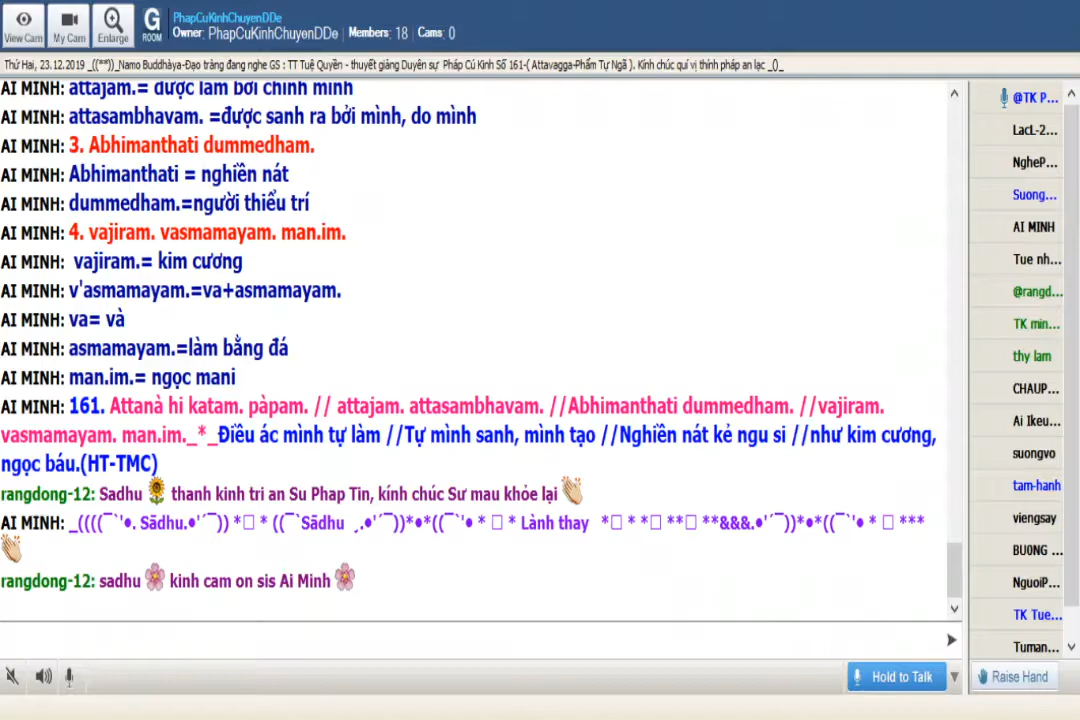 View Cam
My Cam
Enlarge
G
ROOM
PhapCuKinhChuyenDDe
Owner: PhapCuKinhChuyenDDe Members: 18 Cams: 0
Thứ Hai, 23.12.2019 _((**))_Namo Buddhàya-Đạo tràng đang nghe GS : TT Tuệ Quyền - thuyết giảng Duyên sự Pháp Cú Kinh Số 161-( Attavagga-Phẩm Tự Ngã ). Kính chúc quí vị thính pháp an lạc _()_
AI MINH: attajam.= được làm bởi chính mình
AI MINH: attasambhavam. =được sanh ra bởi mình, do mình
AI MINH: 3. Abhimanthati dummedham.
AI MINH: Abhimanthati = nghiền nát
AI MINH: dummedham.=người thiểu trí
AI MINH: 4. vajiram. vasmamayam. man.im.
AI MINH: vajiram.= kim cương
AI MINH: v'asmamayam.=va+asmamayam.
AI MINH: va= và
AI MINH: asmamayam.=làm bằng đá
AI MINH: man.im.= ngọc mani
AI MINH: 161. Attanà hi katam. pàpam. // attajam. attasambhavam. //Abhimanthati dummedham. //vajiram.
vasmamayam. man.im._*_Điều ác mình tự làm //Tự mình sanh, mình tạo //Nghiền nát kẻ ngu si //như kim cương,
ngọc báu.(HT-TMC)
rangdong-12: Sadhu 🌻 thanh kinh tri an Su Phap Tin, kính chúc Sư mau khỏe lại 👏
AI MINH: _((((¯`'•. Sādhu.•'´¯)) *□ * ((¯`Sādhu ¸.•'´¯))*•*((¯`'• * □ * Lành thay *□ * *□ **□ **&&&.•'´¯))*•*((¯`'• * □ ***
👏
rangdong-12: sadhu 🌸 kinh cam on sis Ai Minh 🌸
@TK P...
LacL-2...
NgheP...
Suong...
AI MINH
Tue nh...
@rangd...
TK min...
thy lam
CHAUP...
Ai Ikeu...
suongvo
tam-hanh
viengsay
BUONG ...
NguoiP...
TK Tue...
Tuman...
Hold to Talk
Raise Hand